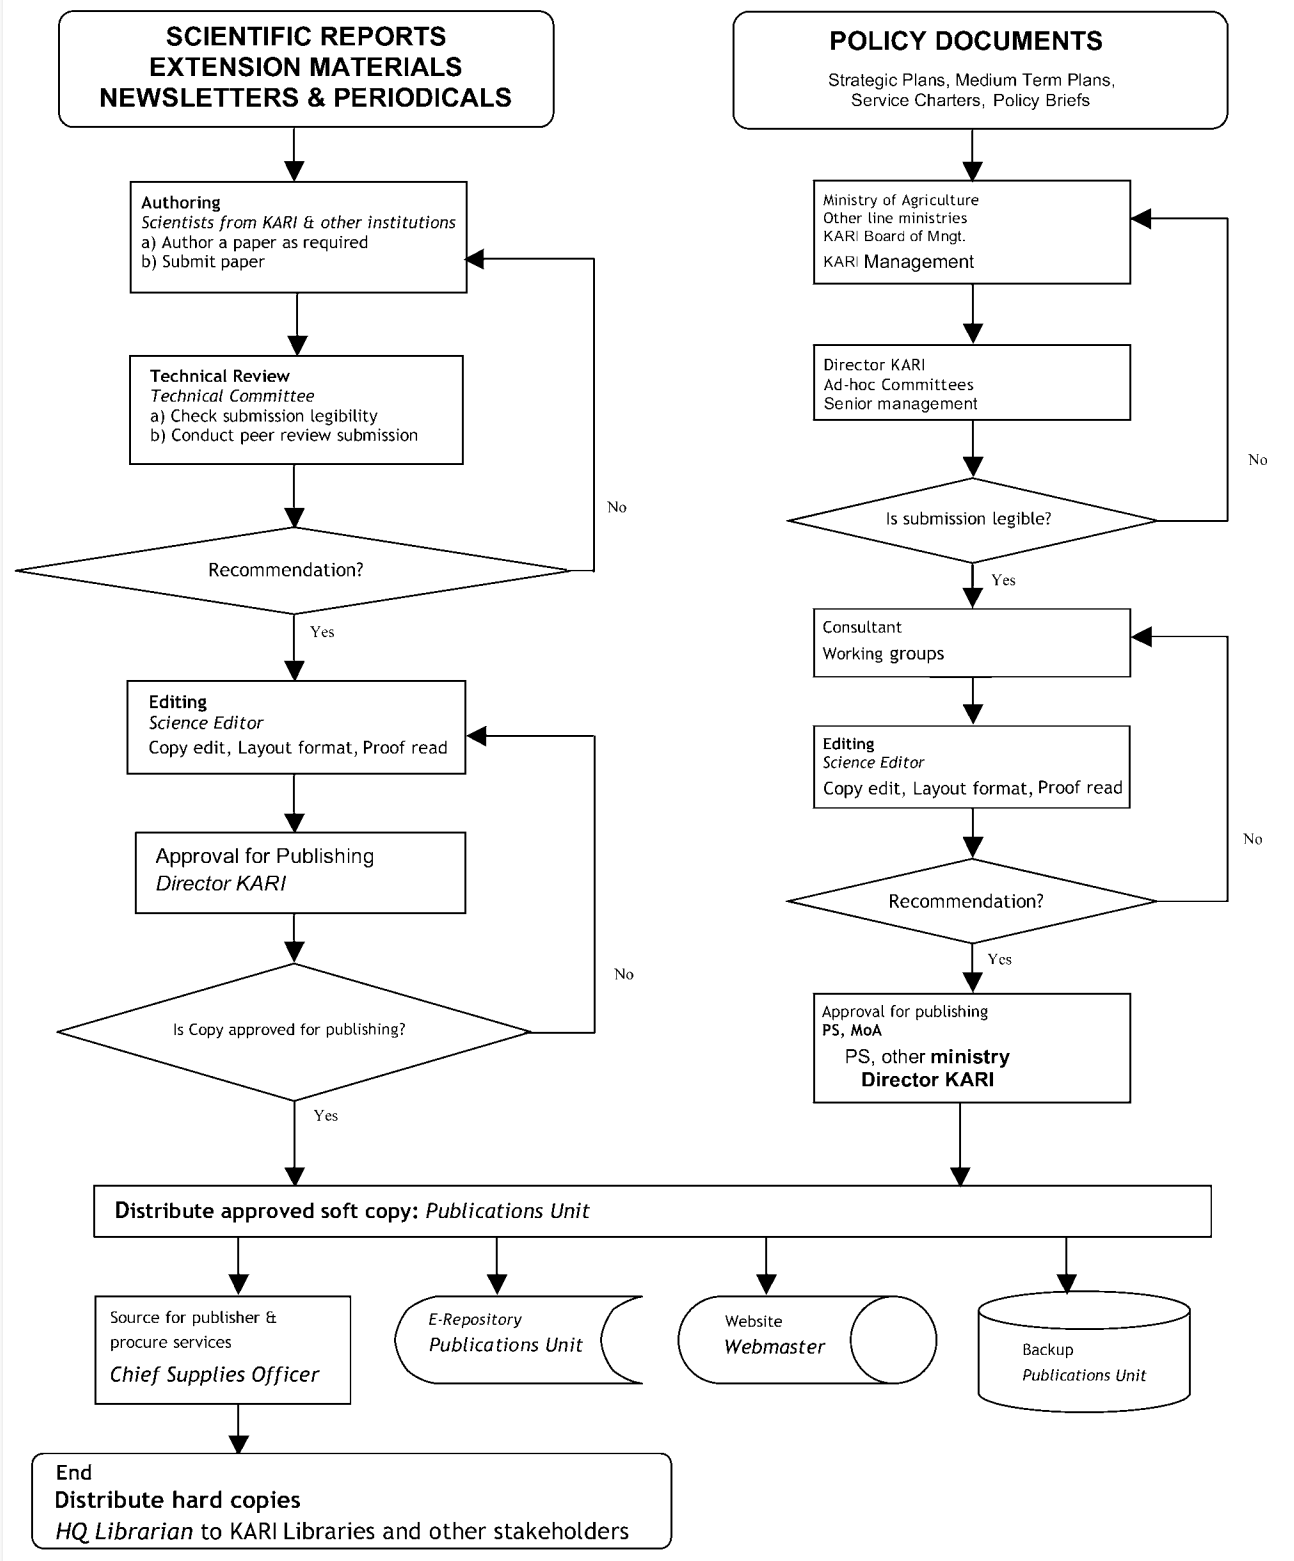 SCIENTIFIC REPORTS
EXTENSION MATERIALS
NEWSLETTERS & PERIODICALS
Authoring
Scientists from KARI & other institutions
a) Author a paper as required
b) Submit paper
Technical Review
Technical Committee
a) Check submission legibility
b) Conduct peer review submission
No
Recommendation?
Yes
Editing
Science Editor
Copy edit, Layout format, Proof read
Approval for Publishing
Director KARI
No
Is Copy approved for publishing?
Yes
POLICY DOCUMENTS
Strategic Plans, Medium Term Plans,
Service Charters, Policy Briefs
Ministry of Agriculture
Other line ministries
KARI Board of Mngt.
KARI Management
Director KARI
Ad-hoc Committees
Senior management
No
Is submission legible?
Yes
Consultant
Working groups
Editing
Science Editor
Copy edit, Layout format, Proof read
No
Recommendation?
Yes
Approval for publishing
PS, MoA
PS, other ministry
Director KARI
Distribute approved soft copy: Publications Unit
Source for publisher &
procure services
Chief Supplies Officer
E-Repository
Publications Unit
Website
Webmaster
Backup
Publications Unit
End
Distribute hard copies
HQ Librarian to KARI Libraries and other stakeholders